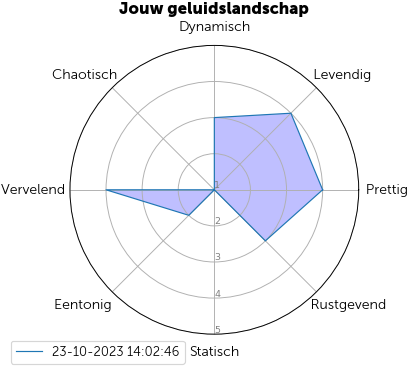 Jouw geluidslandschap
Dynamisch
Chaotisch
Levendig
Vervelend
1
Prettig
2
3
4
Eentonig
Rustgevend
5
23-10-2023 14:02:46
Statisch